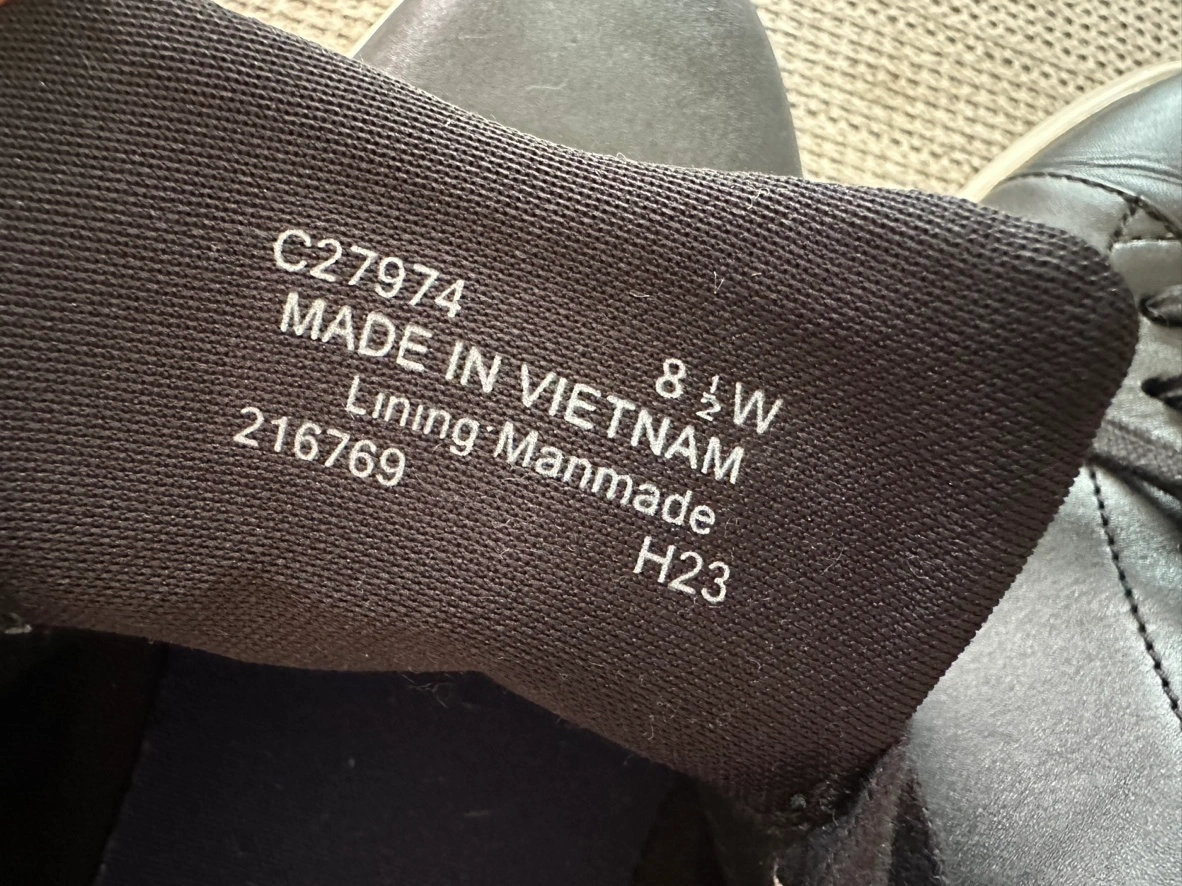 C27974
8 ½ W
MADE IN VIETNAM
Lining:Manmade
216769
H23